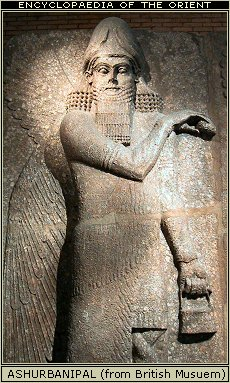 ENCYCLOPAEDIA OF THE ORIENT
ASHURBANIPAL (from British Musuem)